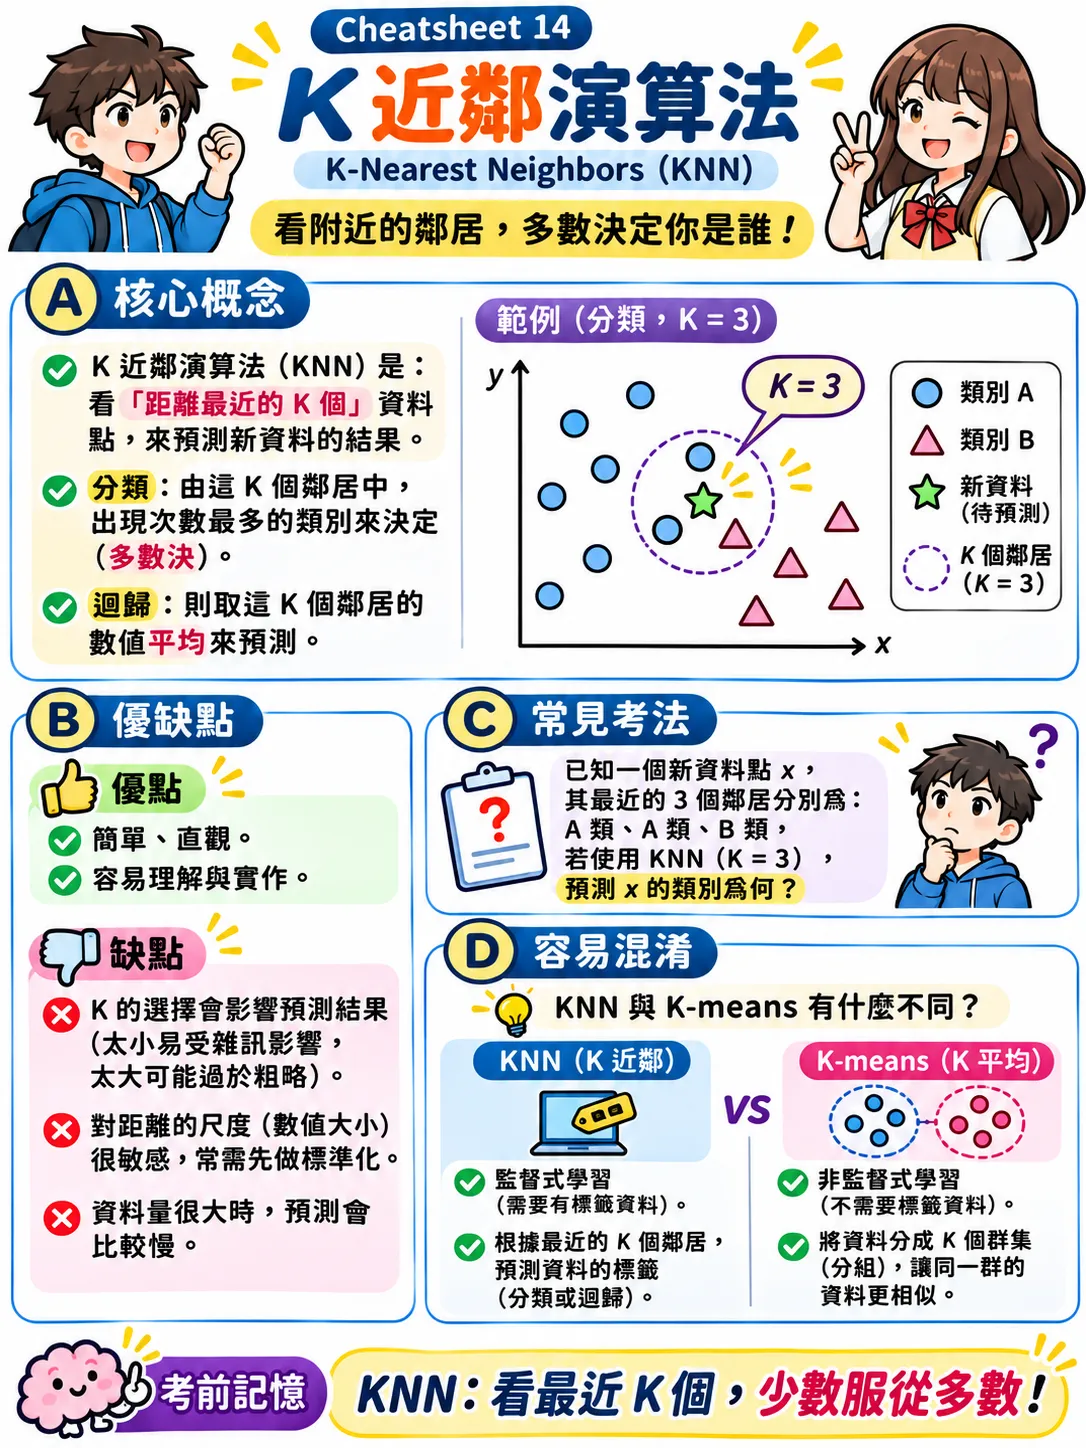 Cheatsheet 14
K 近鄰演算法
K-Nearest Neighbors (KNN)
看附近的鄰居，多數決定你是誰！
A 核心概念
K 近鄰演算法（KNN）是：
看「距離最近的 K 個」資料
點，來預測新資料的結果。
分類：由這 K 個鄰居中，
出現次數最多的類別來決定
（多數決）。
迴歸：則取這 K 個鄰居的
數值平均來預測。
範例（分類，K = 3）
y
K = 3
x
類別 A
類別 B
新資料
（待預測）
K 個鄰居
（K = 3）
B 優缺點
優點
簡單、直觀。
容易理解與實作。
缺點
K 的選擇會影響預測結果
（太小易受雜訊影響，
太大可能過於粗略）。
對距離的尺度（數值大小）
很敏感，常需先做標準化。
資料量很大時，預測會
比較慢。
C 常見考法
?
已知一個新資料點 x，
其最近的 3 個鄰居分別為：
A 類、A 類、B 類，
若使用 KNN（K = 3），
預測 x 的類別為何？
?
D 容易混淆
KNN 與 K-means 有什麼不同？
KNN（K 近鄰）
監督式學習
（需要有標籤資料）。
根據最近的 K 個鄰居，
預測資料的標籤
（分類或迴歸）。
VS
K-means（K 平均）
非監督式學習
（不需要標籤資料）。
將資料分成 K 個群集
（分組），讓同一群的
資料更相似。
考前記憶
KNN：看最近 K 個，少數服從多數！